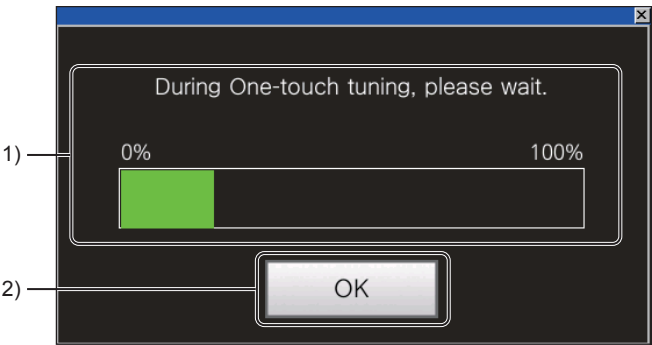 During One-touch tuning, please wait.
1)
0% 100%
2)
OK